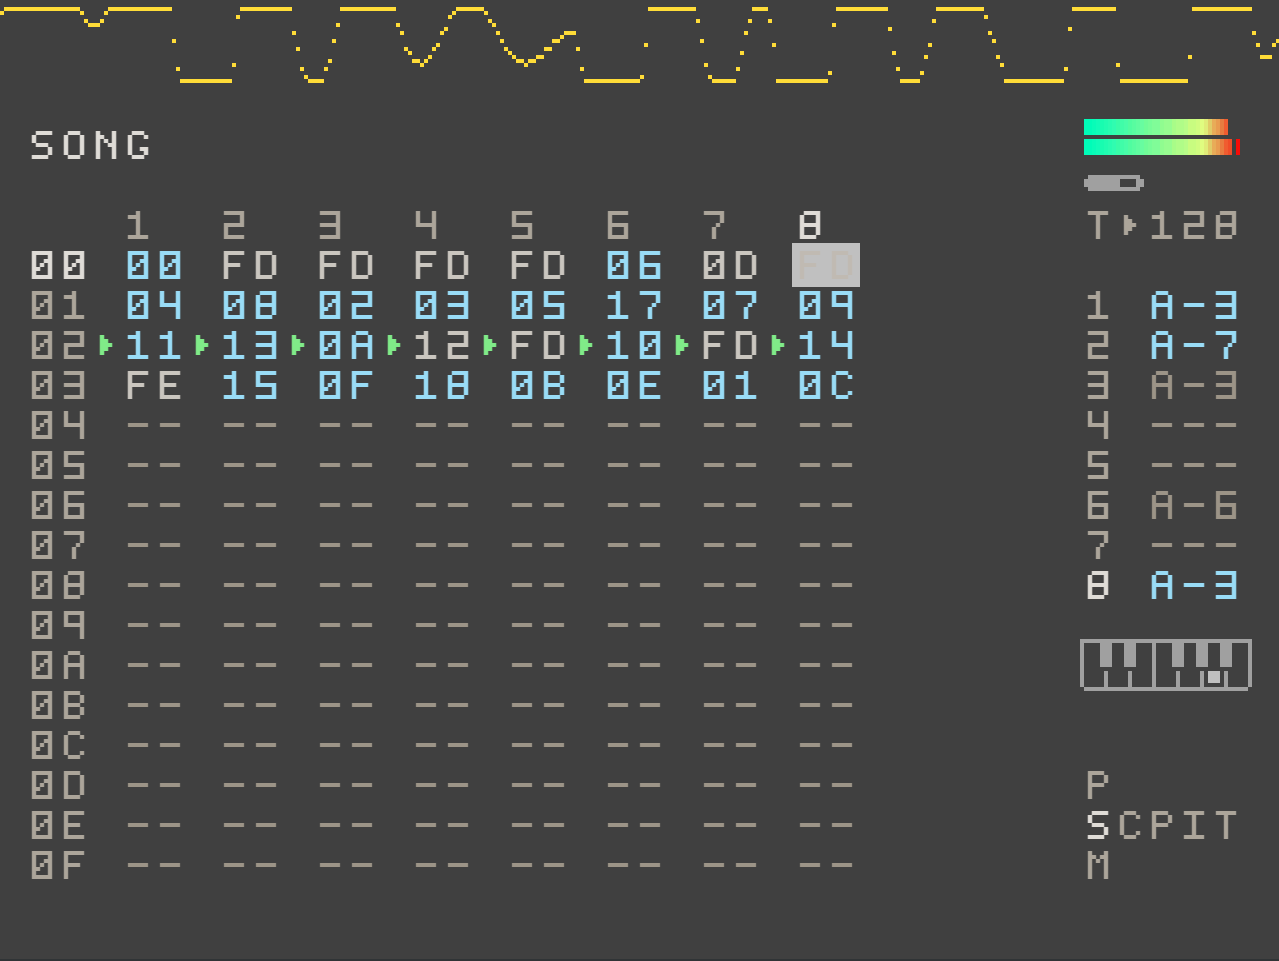 SONG
1 2 3 4 5 6 7 8 T 128
00 00 FD FD FD FD 06 0D FD
01 04 08 02 03 05 17 07 09 1 A-3
02 11 13 0A 12 FD 10 FD 14 2 A-7
03 FE 15 0F 18 0B 0E 01 0C 3 A-3
04 -- -- -- -- -- -- -- -- 4 ---
05 -- -- -- -- -- -- -- -- 5 ---
06 -- -- -- -- -- -- -- -- 6 A-6
07 -- -- -- -- -- -- -- -- 7 ---
08 -- -- -- -- -- -- -- -- 8 A-3
09 -- -- -- -- -- -- -- --
0A -- -- -- -- -- -- -- --
0B -- -- -- -- -- -- -- --
0C -- -- -- -- -- -- -- --
0D -- -- -- -- -- -- -- -- P
0E -- -- -- -- -- -- -- -- SCPIT
0F -- -- -- -- -- -- -- -- M